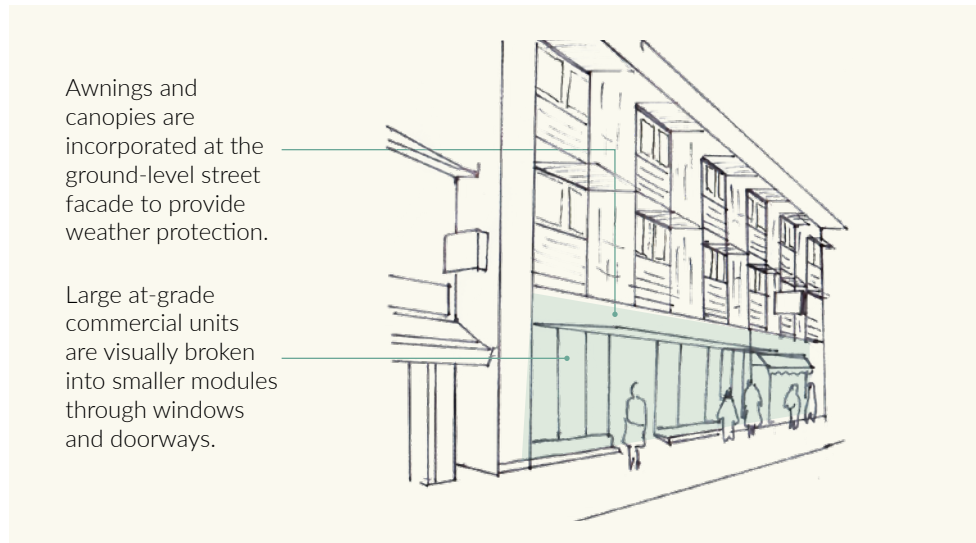 Awnings and
canopies are
incorporated at the
ground-level street
facade to provide
weather protection.
Large at-grade
commercial units
are visually broken
into smaller modules
through windows
and doorways.